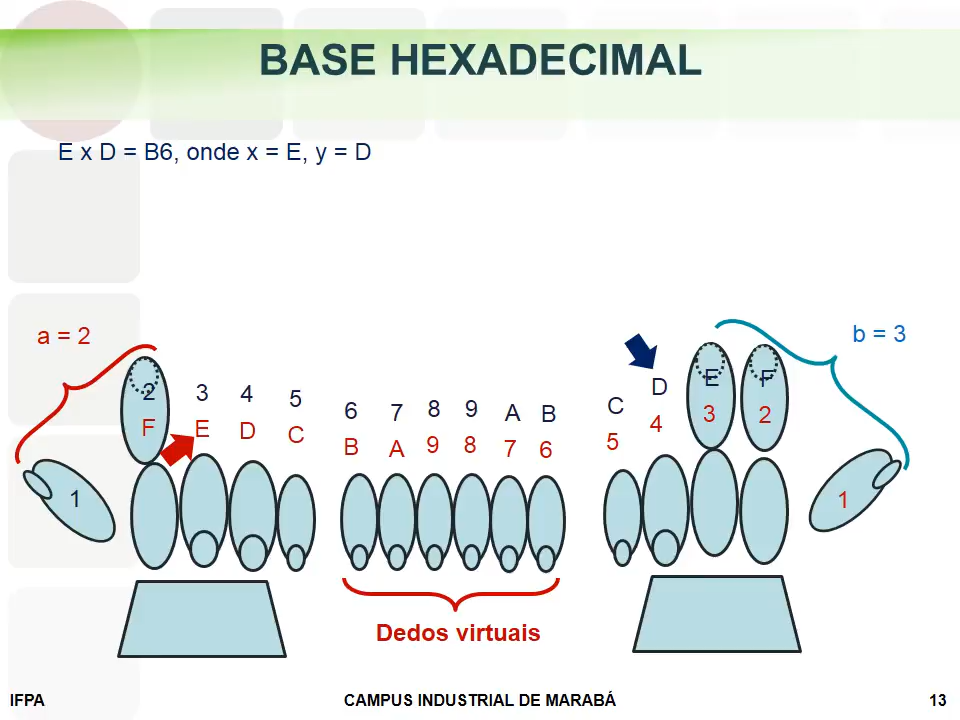 BASE HEXADECIMAL
E x D = B6, onde x = E, y = D
a = 2
b = 3
2 3 4 5 6 7 8 9 A B C D E F
F E D C B A 9 8 7 6 5 4 3 2
1
1
Dedos virtuais
IFPA CAMPUS INDUSTRIAL DE MARABÁ 13